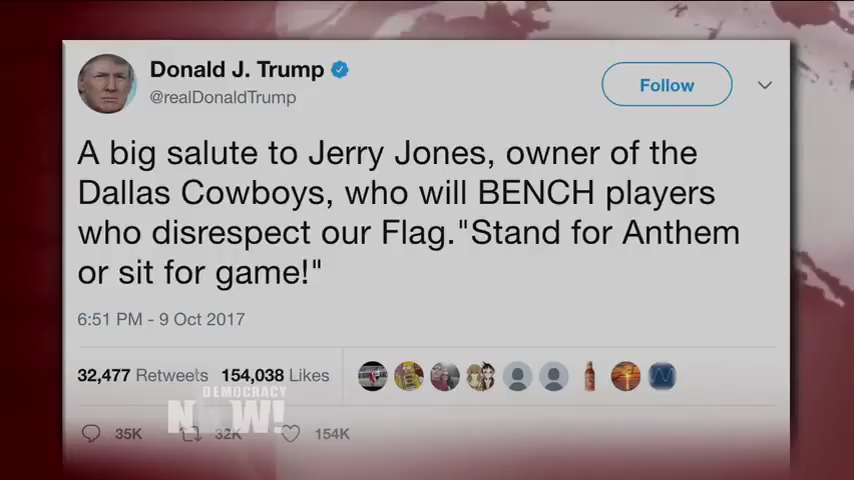 Donald J. Trump
@realDonaldTrump
Follow
A big salute to Jerry Jones, owner of the
Dallas Cowboys, who will BENCH players
who disrespect our Flag."Stand for Anthem
or sit for game!"
6:51 PM - 9 Oct 2017
32,477 Retweets 154,038 Likes
DEMOCRACY
NOW!
35K 32K 154K